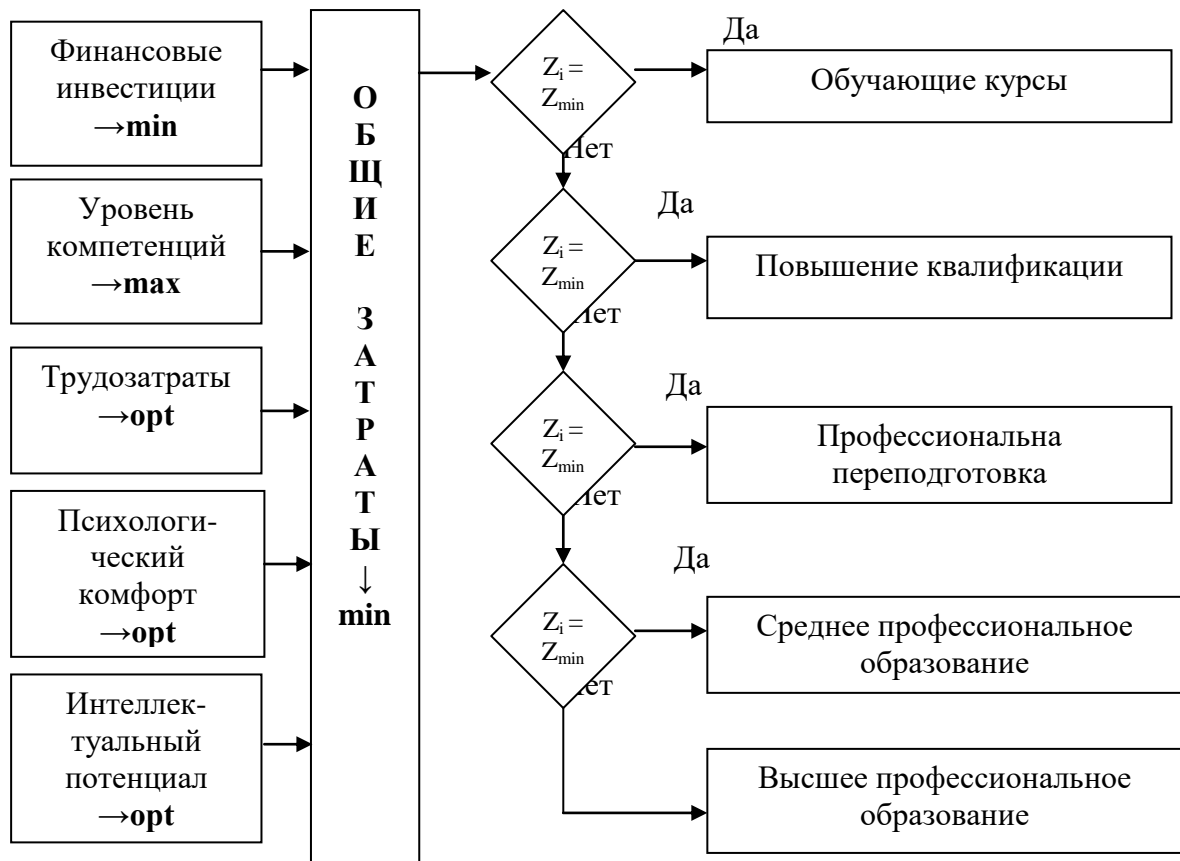 Финансовые
инвестиции
→min
Уровень
компетенций
→max
Трудозатраты
→opt
Психологи-
ческий
комфорт
→opt
Интеллек-
туальный
потенциал
→opt
О
Б
Щ
И
Е
З
А
Т
Р
А
Т
Ы
↓
min
Z_i =
Z_min
Да
Обучающие курсы
Нет
Z_i =
Z_min
Да
Повышение квалификации
Нет
Z_i =
Z_min
Да
Профессиональна
переподготовка
Нет
Z_i =
Z_min
Да
Среднее профессиональное
образование
Нет
Высшее профессиональное
образование